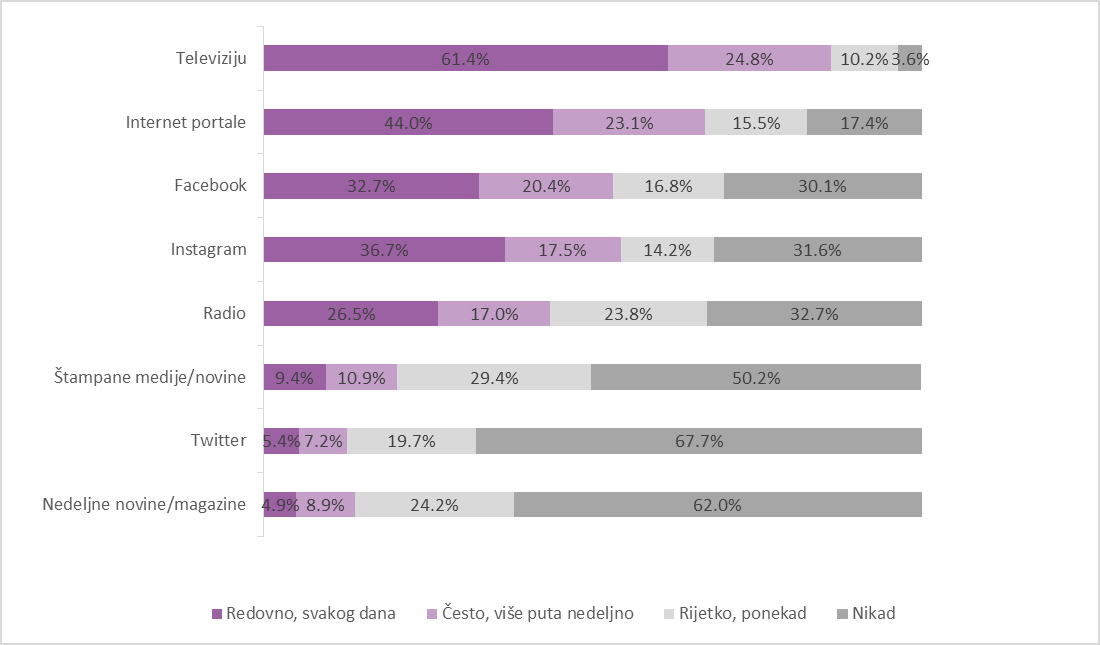 Televiziju 61.4% 24.8% 10.2% 3.6%
Internet portale 44.0% 23.1% 15.5% 17.4%
Facebook 32.7% 20.4% 16.8% 30.1%
Instagram 36.7% 17.5% 14.2% 31.6%
Radio 26.5% 17.0% 23.8% 32.7%
Štampane medije/novine 9.4% 10.9% 29.4% 50.2%
Twitter 5.4% 7.2% 19.7% 67.7%
Nedeljne novine/magazine 4.9% 8.9% 24.2% 62.0%
Redovno, svakog dana Često, više puta nedeljno Rijetko, ponekad Nikad